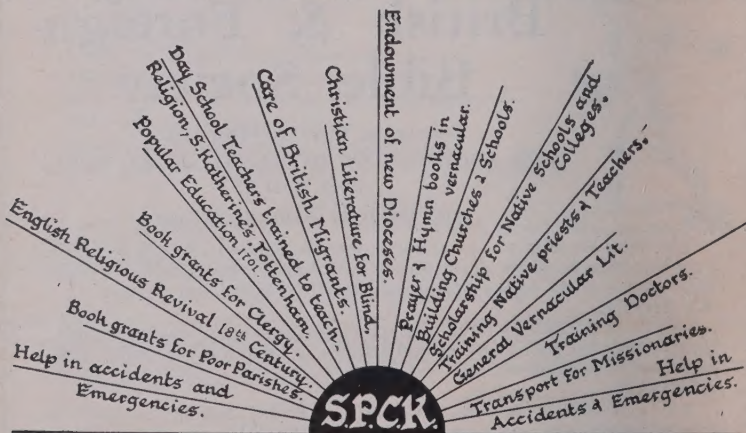 Help in accidents and
Emergencies.
Book grants for Poor Parishes.
English Religious Revival 18th Century.
Book grants for Clergy.
Popular Education 1701.
Day School Teachers trained to teach
Religion, S. Katherine's, Tottenham.
Care of British Migrants.
Christian Literature for Blind,
Endowment of new Dioceses.
Prayer & Hymn books in
vernacular.
Building Churches & Schools.
Scholarship for Native Schools and
Colleges.
Training Native priests & Teachers.
General Vernacular Lit.
Training Doctors.
Transport for Missionaries.
Help in
Accidents & Emergencies.
S.P.C.K.